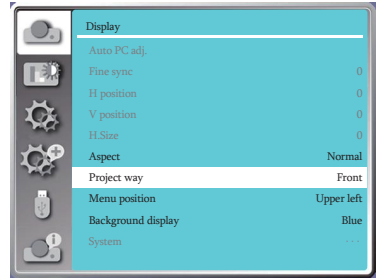 Display
Auto PC adj.
Fine sync 0
H position 0
V position 0
H.Size 0
Aspect Normal
Project way Front
Menu position Upper left
Background display Blue
System - - -